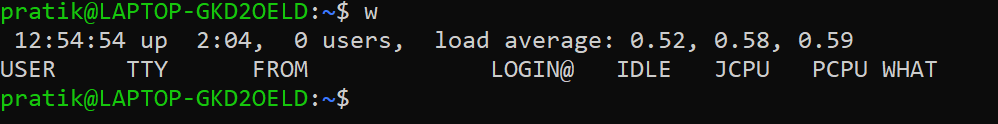 pratik@LAPTOP-GKD2OELD:~$ w
 12:54:54 up  2:04,  0 users,  load average: 0.52, 0.58, 0.59
USER     TTY      FROM             LOGIN@   IDLE   JCPU   PCPU WHAT
pratik@LAPTOP-GKD2OELD:~$